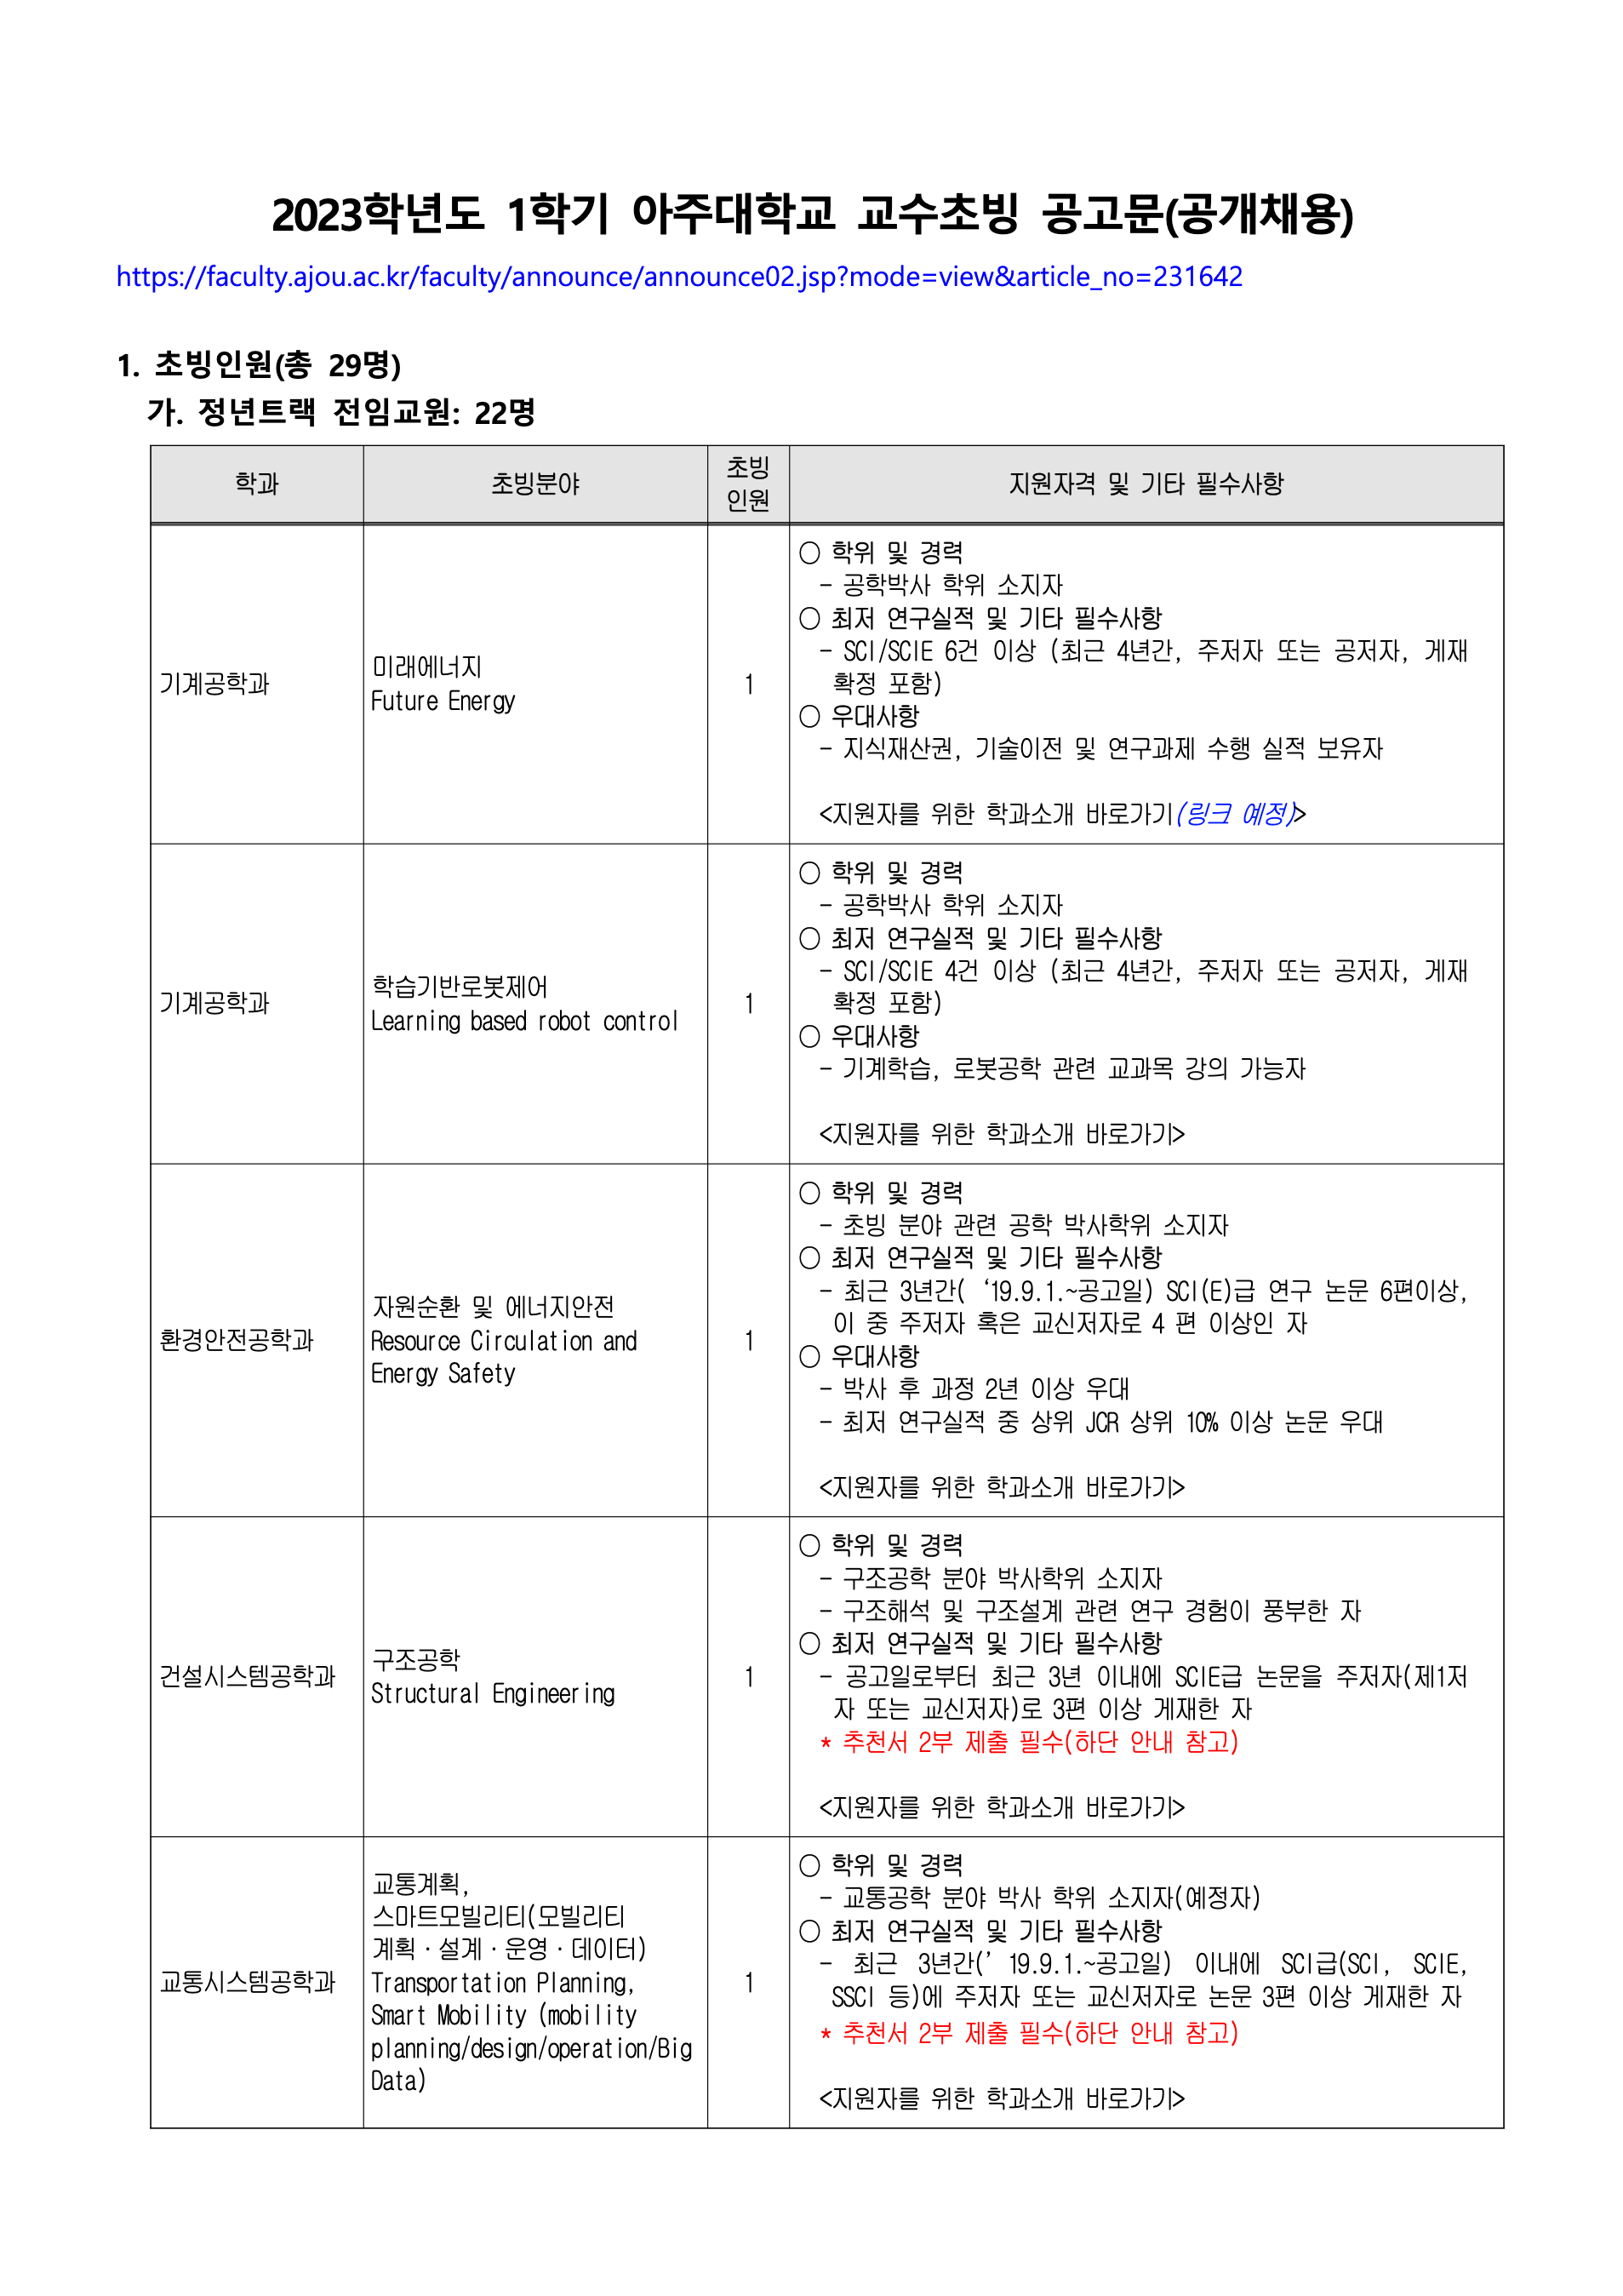 2023학년도 1학기 아주대학교 교수초빙 공고문(공개채용)
https://faculty.ajou.ac.kr/faculty/announce/announce02.jsp?mode=view&article_no=231642
1. 초빙인원(총 29명)
가. 정년트랙 전임교원: 22명
학과
초빙분야
초빙
인원
지원자격 및 기타 필수사항
기계공학과
미래에너지
Future Energy
1
○ 학위 및 경력
- 공학박사 학위 소지자
○ 최저 연구실적 및 기타 필수사항
- SCI/SCIE 6건 이상 (최근 4년간, 주저자 또는 공저자, 게재
확정 포함)
○ 우대사항
- 지식재산권, 기술이전 및 연구과제 수행 실적 보유자
<지원자를 위한 학과소개 바로가기(링크 예정)>
기계공학과
학습기반로봇제어
Learning based robot control
1
○ 학위 및 경력
- 공학박사 학위 소지자
○ 최저 연구실적 및 기타 필수사항
- SCI/SCIE 4건 이상 (최근 4년간, 주저자 또는 공저자, 게재
확정 포함)
○ 우대사항
- 기계학습, 로봇공학 관련 교과목 강의 가능자
<지원자를 위한 학과소개 바로가기>
환경안전공학과
자원순환 및 에너지안전
Resource Circulation and
Energy Safety
1
○ 학위 및 경력
- 초빙 분야 관련 공학 박사학위 소지자
○ 최저 연구실적 및 기타 필수사항
- 최근 3년간( ‘19.9.1.~공고일) SCI(E)급 연구 논문 6편이상,
이 중 주저자 혹은 교신저자로 4 편 이상인 자
○ 우대사항
- 박사 후 과정 2년 이상 우대
- 최저 연구실적 중 상위 JCR 상위 10% 이상 논문 우대
<지원자를 위한 학과소개 바로가기>
건설시스템공학과
구조공학
Structural Engineering
1
○ 학위 및 경력
- 구조공학 분야 박사학위 소지자
- 구조해석 및 구조설계 관련 연구 경험이 풍부한 자
○ 최저 연구실적 및 기타 필수사항
- 공고일로부터 최근 3년 이내에 SCIE급 논문을 주저자(제1저
자 또는 교신저자)로 3편 이상 게재한 자
* 추천서 2부 제출 필수(하단 안내 참고)
<지원자를 위한 학과소개 바로가기>
교통시스템공학과
교통계획,
스마트모빌리티(모빌리티
계획·설계·운영·데이터)
Transportation Planning,
Smart Mobility (mobility
planning/design/operation/Big
Data)
1
○ 학위 및 경력
- 교통공학 분야 박사 학위 소지자(예정자)
○ 최저 연구실적 및 기타 필수사항
- 최근 3년간(’19.9.1.~공고일) 이내에 SCI급(SCI, SCIE,
SSCI 등)에 주저자 또는 교신저자로 논문 3편 이상 게재한 자
* 추천서 2부 제출 필수(하단 안내 참고)
<지원자를 위한 학과소개 바로가기>